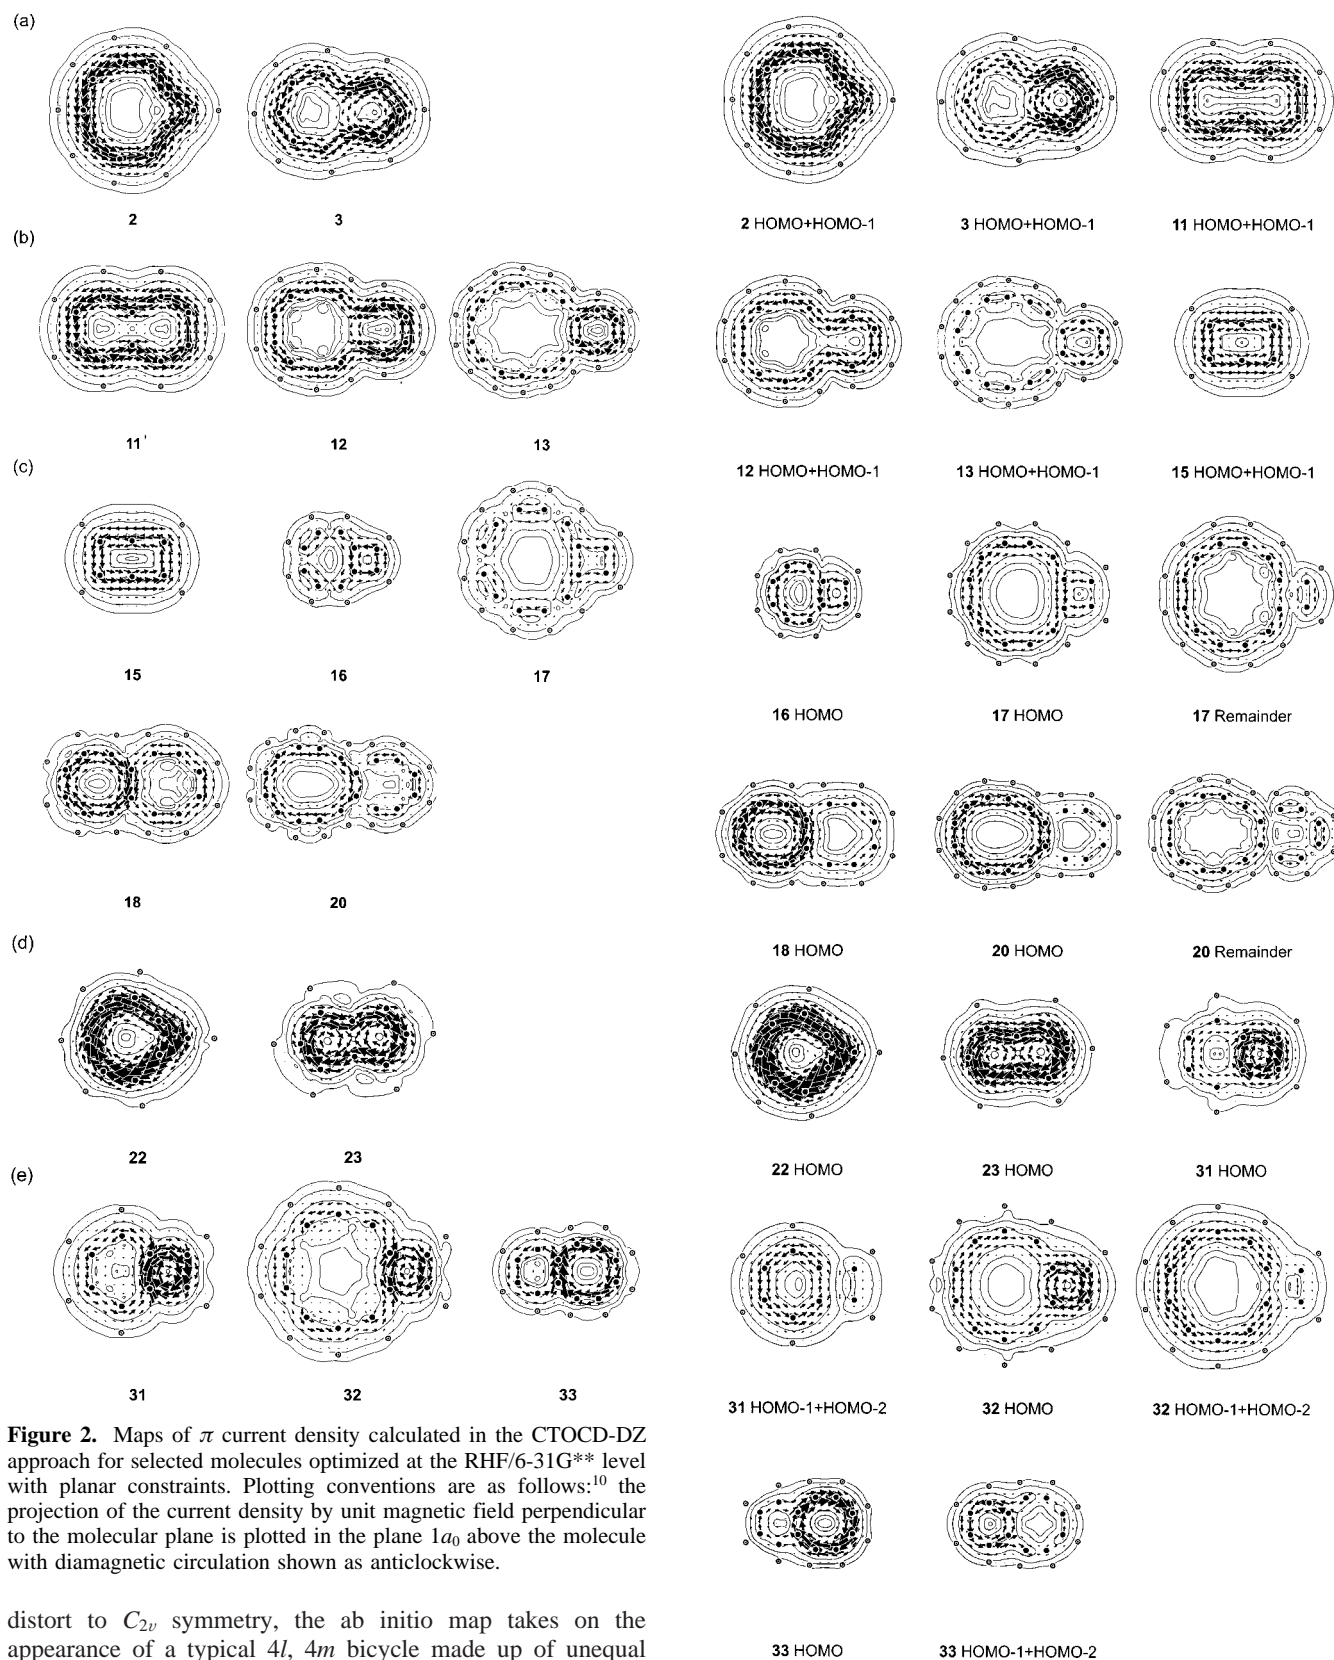 (a)
2 3
(b)
11'
12 13
(c)
15 16 17
18 20
(d)
22 23
(e)
31 32 33
Figure 2. Maps of π current density calculated in the CTOCD-DZ
approach for selected molecules optimized at the RHF/6-31G** level
with planar constraints. Plotting conventions are as follows:¹⁰ the
projection of the current density by unit magnetic field perpendicular
to the molecular plane is plotted in the plane 1a₀ above the molecule
with diamagnetic circulation shown as anticlockwise.
distort to C₂ᵥ symmetry, the ab initio map takes on the
appearance of a typical 4l, 4m bicycle made up of unequal
2 HOMO+HOMO-1 3 HOMO+HOMO-1 11 HOMO+HOMO-1
12 HOMO+HOMO-1 13 HOMO+HOMO-1 15 HOMO+HOMO-1
16 HOMO 17 HOMO 17 Remainder
18 HOMO 20 HOMO 20 Remainder
22 HOMO 23 HOMO 31 HOMO
31 HOMO-1+HOMO-2 32 HOMO 32 HOMO-1+HOMO-2
33 HOMO 33 HOMO-1+HOMO-2